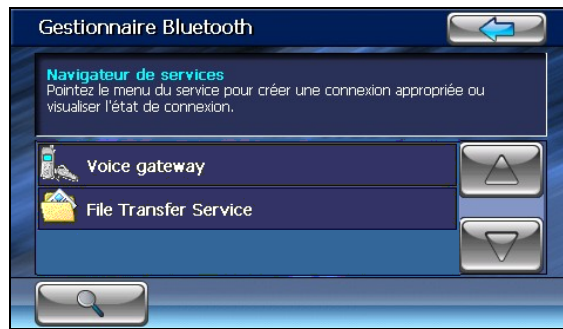 Gestionnaire Bluetooth
Navigateur de services
Pointez le menu du service pour créer une connexion appropriée ou
visualiser l'état de connexion.
Voice gateway
File Transfer Service